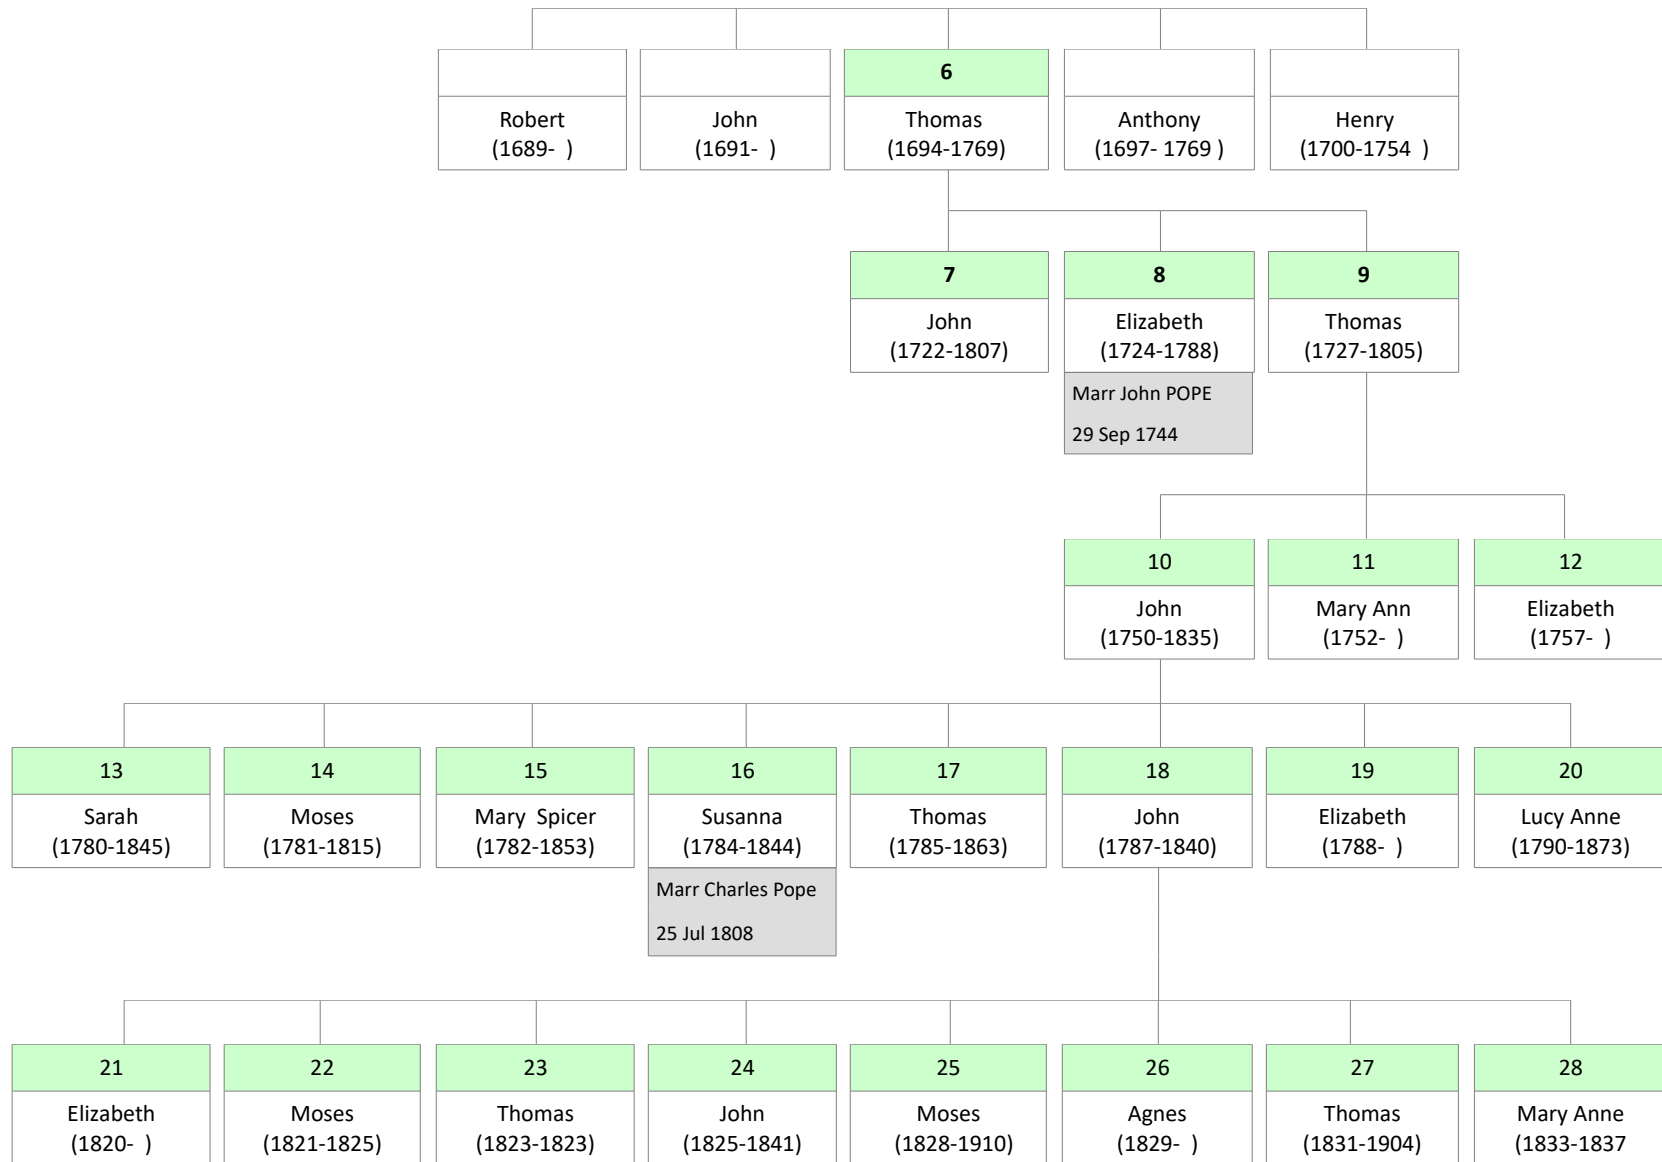 6
Robert
(1689-  )
John
(1691-  )
Thomas
(1694-1769)
Anthony
(1697- 1769 )
Henry
(1700-1754  )
7
John
(1722-1807)
8
Elizabeth
(1724-1788)
Marr John POPE
29 Sep 1744
9
Thomas
(1727-1805)
10
John
(1750-1835)
11
Mary Ann
(1752-  )
12
Elizabeth
(1757-  )
13
Sarah
(1780-1845)
14
Moses
(1781-1815)
15
Mary  Spicer
(1782-1853)
16
Susanna
(1784-1844)
Marr Charles Pope
25 Jul 1808
17
Thomas
(1785-1863)
18
John
(1787-1840)
19
Elizabeth
(1788-  )
20
Lucy Anne
(1790-1873)
21
Elizabeth
(1820-  )
22
Moses
(1821-1825)
23
Thomas
(1823-1823)
24
John
(1825-1841)
25
Moses
(1828-1910)
26
Agnes
(1829-  )
27
Thomas
(1831-1904)
28
Mary Anne
(1833-1837